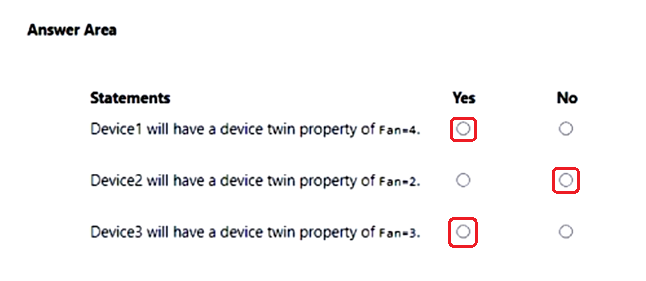 Answer Area
Statements Yes No
Device1 will have a device twin property of Fan=4.
Device2 will have a device twin property of Fan=2.
Device3 will have a device twin property of Fan=3.